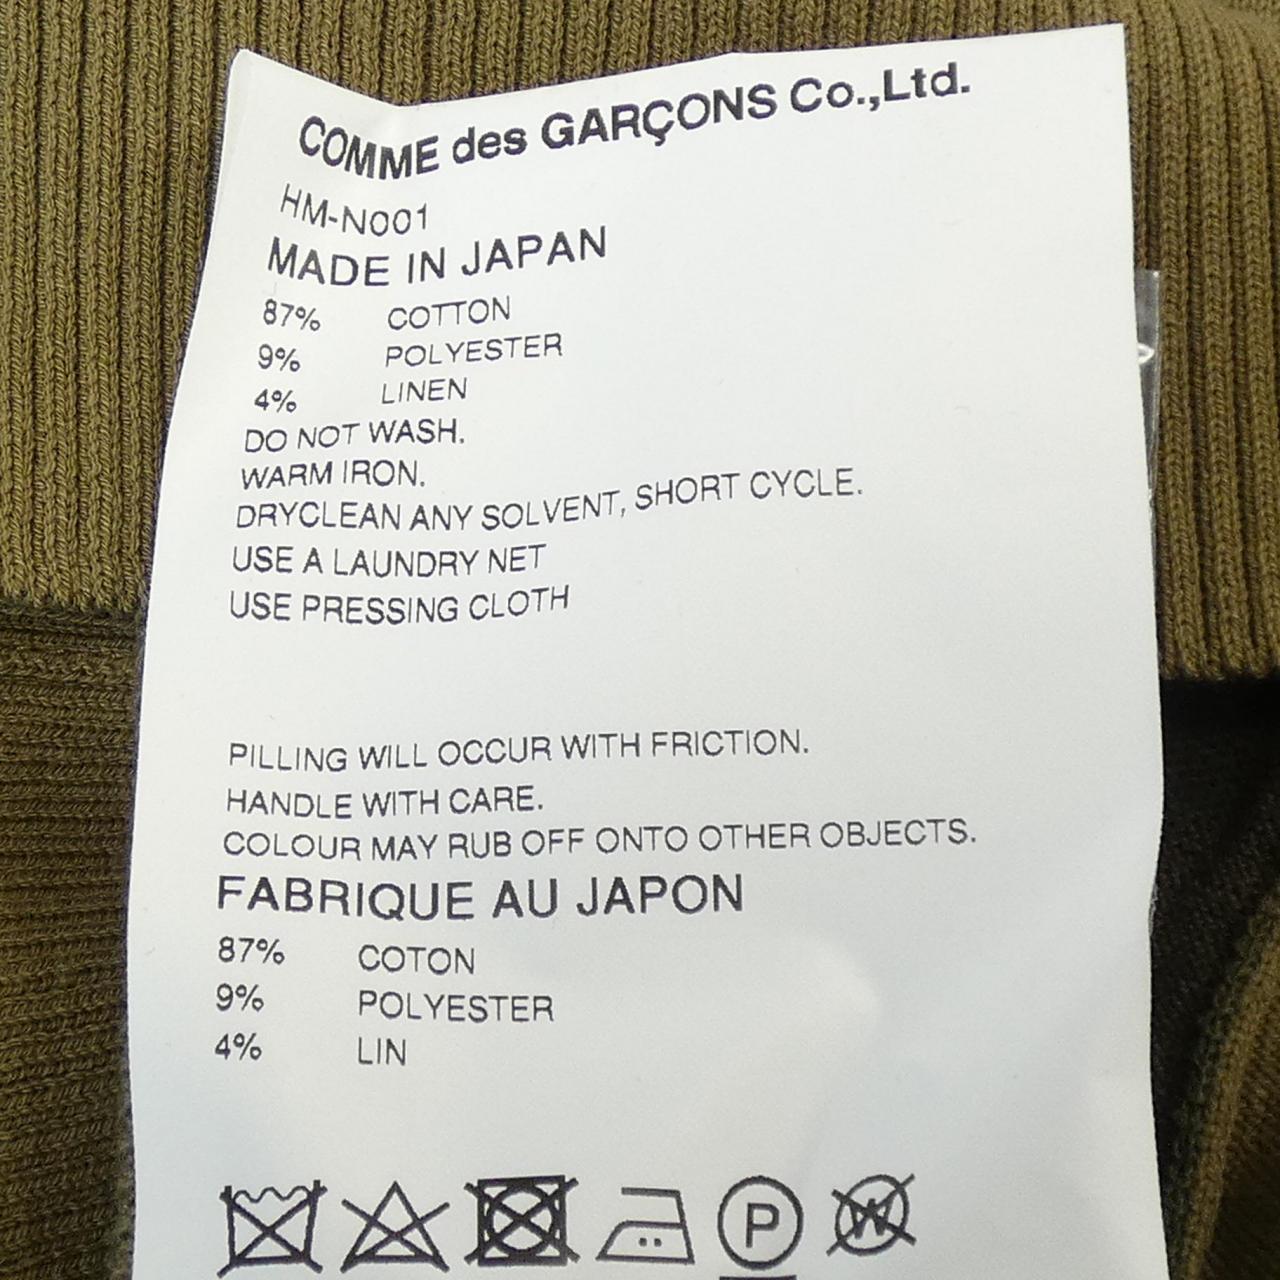 COMME des GARÇONS Co.,Ltd.
HM-N001
MADE IN JAPAN
87% COTTON
9% POLYESTER
4% LINEN
DO NOT WASH.
WARM IRON.
DRYCLEAN ANY SOLVENT, SHORT CYCLE.
USE A LAUNDRY NET
USE PRESSING CLOTH
PILLING WILL OCCUR WITH FRICTION.
HANDLE WITH CARE.
COLOUR MAY RUB OFF ONTO OTHER OBJECTS.
FABRIQUE AU JAPON
87% COTON
9% POLYESTER
4% LIN
P W